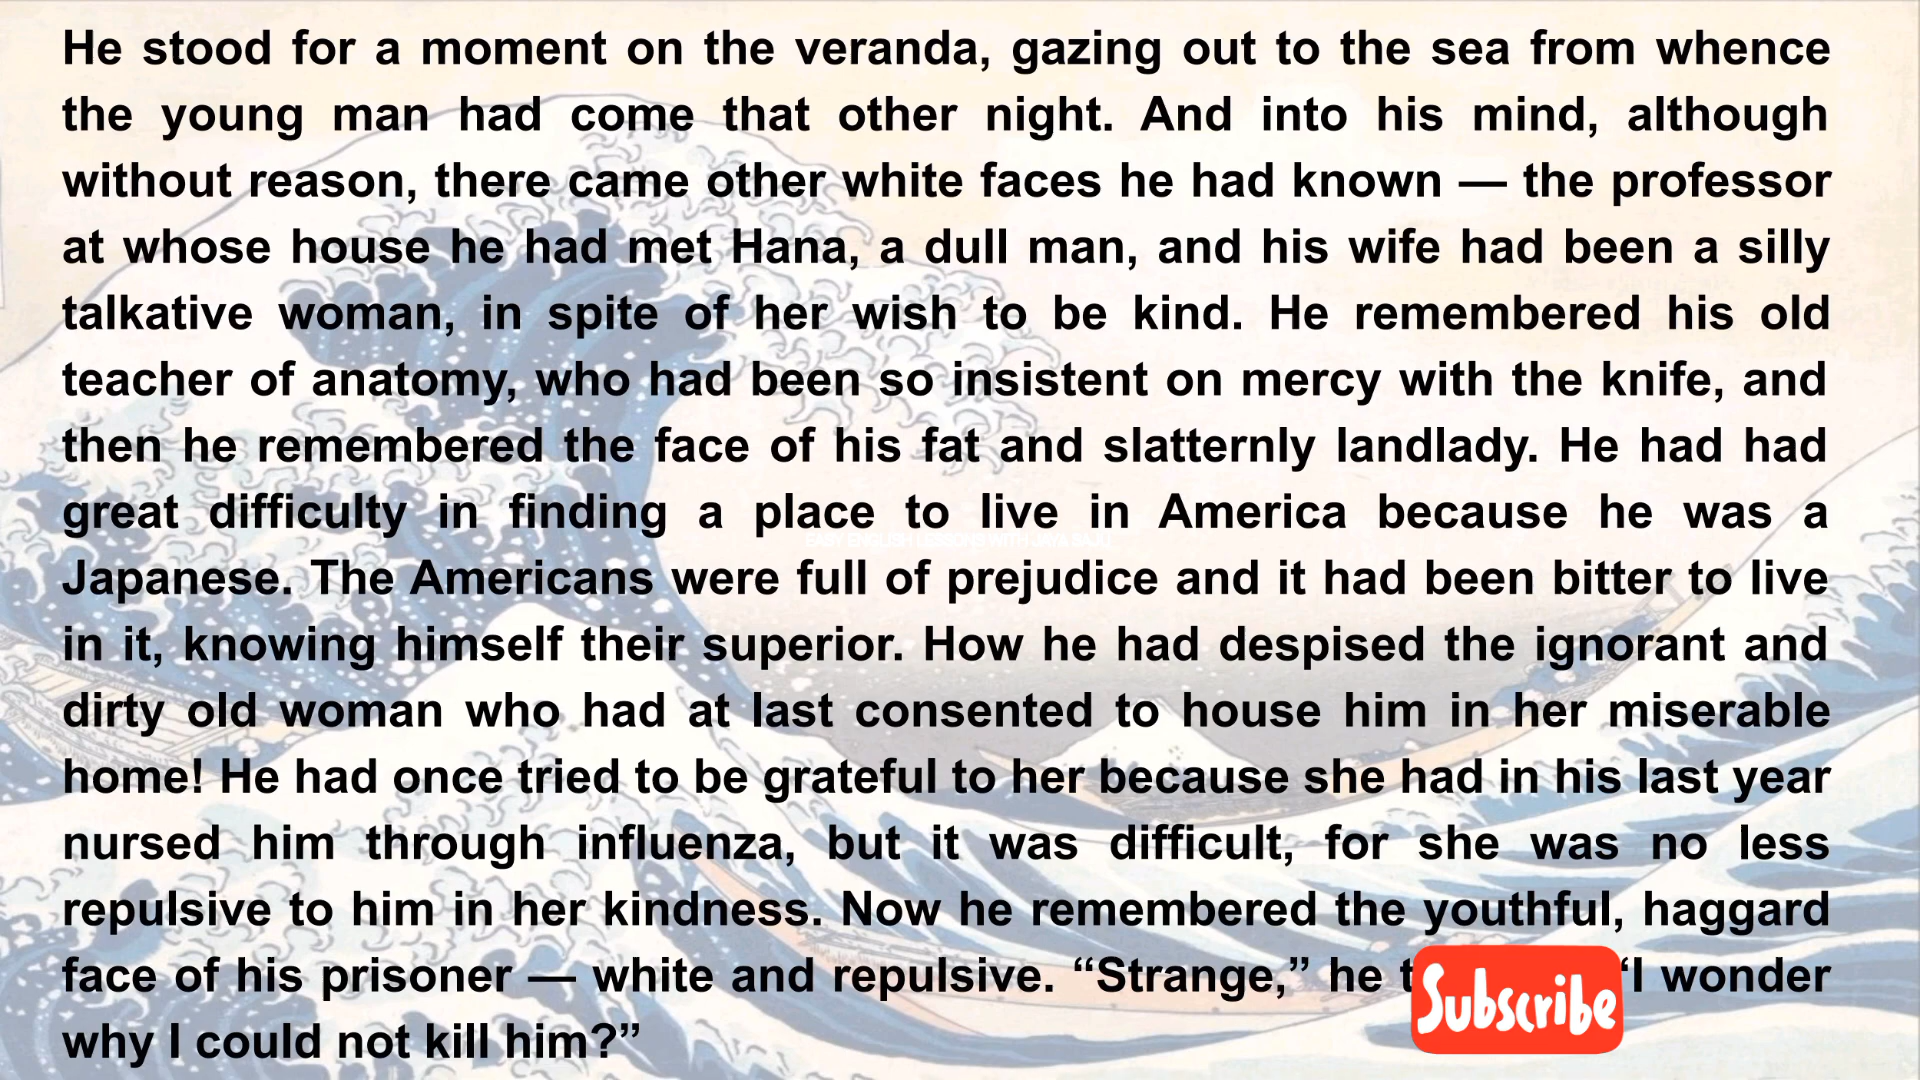 He stood for a moment on the veranda, gazing out to the sea from whence
the young man had come that other night. And into his mind, although
without reason, there came other white faces he had known — the professor
at whose house he had met Hana, a dull man, and his wife had been a silly
talkative woman, in spite of her wish to be kind. He remembered his old
teacher of anatomy, who had been so insistent on mercy with the knife, and
then he remembered the face of his fat and slatternly landlady. He had had
great difficulty in finding a place to live in America because he was a
EASY ENGLISH LESSONS WITH JAYA
Japanese. The Americans were full of prejudice and it had been bitter to live
in it, knowing himself their superior. How he had despised the ignorant and
dirty old woman who had at last consented to house him in her miserable
home! He had once tried to be grateful to her because she had in his last year
nursed him through influenza, but it was difficult, for she was no less
repulsive to him in her kindness. Now he remembered the youthful, haggard
face of his prisoner — white and repulsive. “Strange,” he “I wonder
Subscribe
why I could not kill him?”